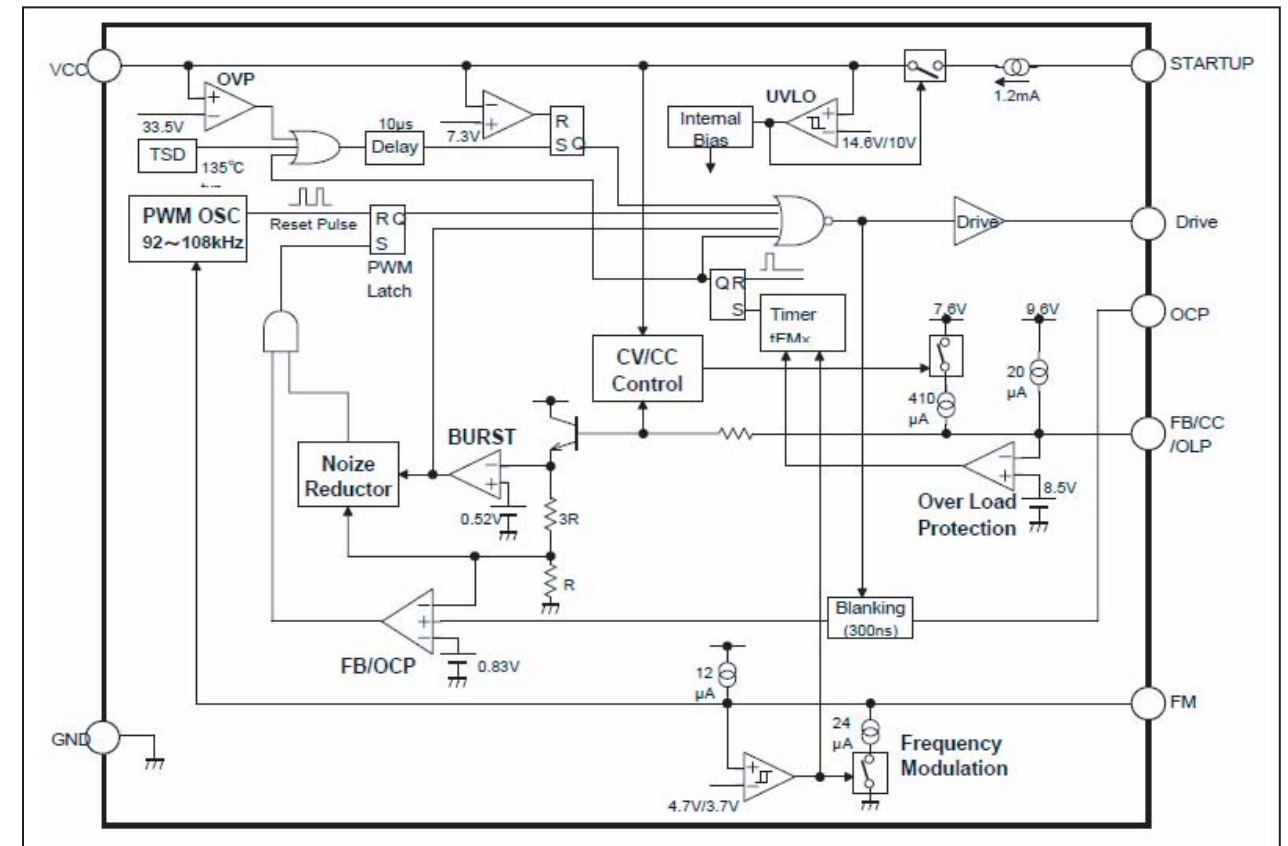 VCC
OVP
33.5V
TSD
135℃
10µs
Delay
7.3V
R
S Q
UVLO
Internal
Bias
14.6V/10V
1.2mA
STARTUP
PWM OSC
92～108kHz
Reset Pulse
R Q
S
PWM
Latch
Drive
Drive
Q R
S
Timer
OCP
CV/CC
Control
7.6V
9.6V
410
µA
20
µA
FB/CC
/OLP
BURST
Noize
Reductor
0.52V
3R
R
8.5V
Over Load
Protection
Blanking
(300ns)
FB/OCP
0.83V
12
µA
FM
GND
24
µA
Frequency
Modulation
4.7V/3.7V